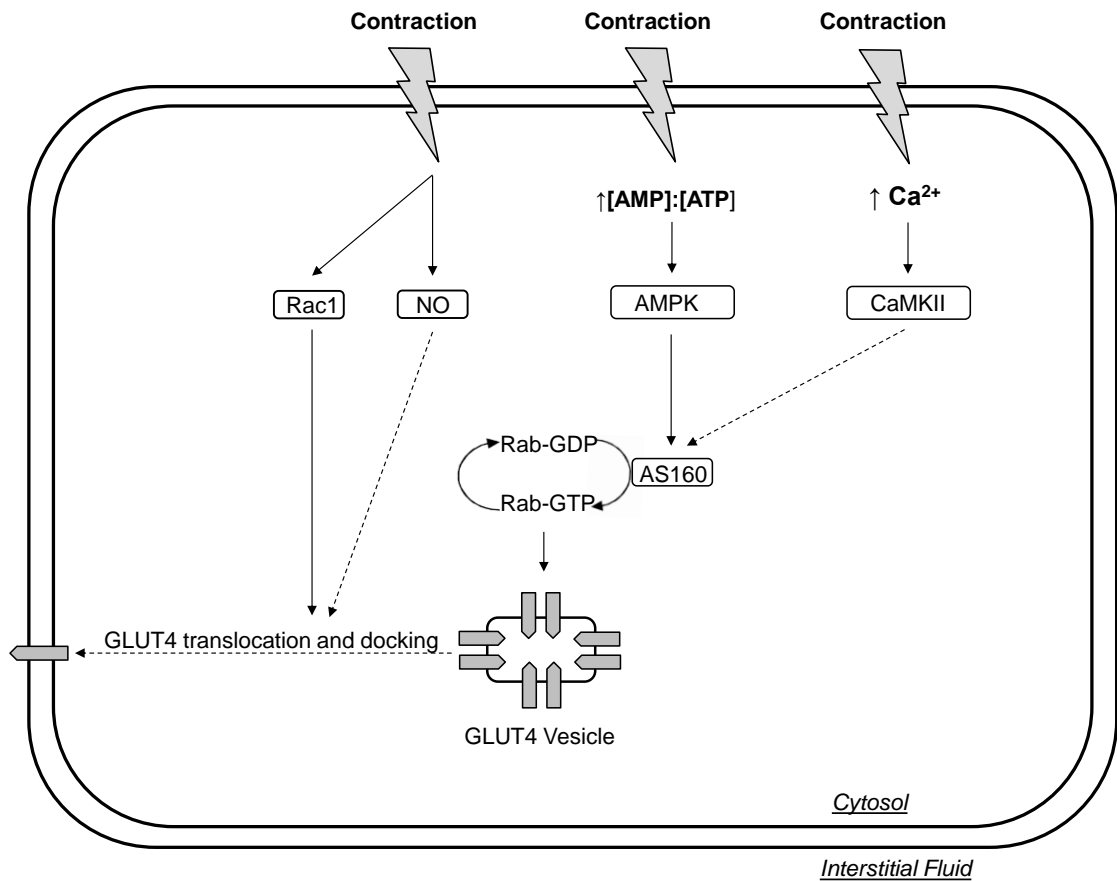 Contraction
Contraction
Contraction
↑[AMP]:[ATP]
↑ Ca²⁺
Rac1
NO
AMPK
CaMKII
Rab-GDP
AS160
Rab-GTP
GLUT4 translocation and docking
GLUT4 Vesicle
Cytosol
Interstitial Fluid